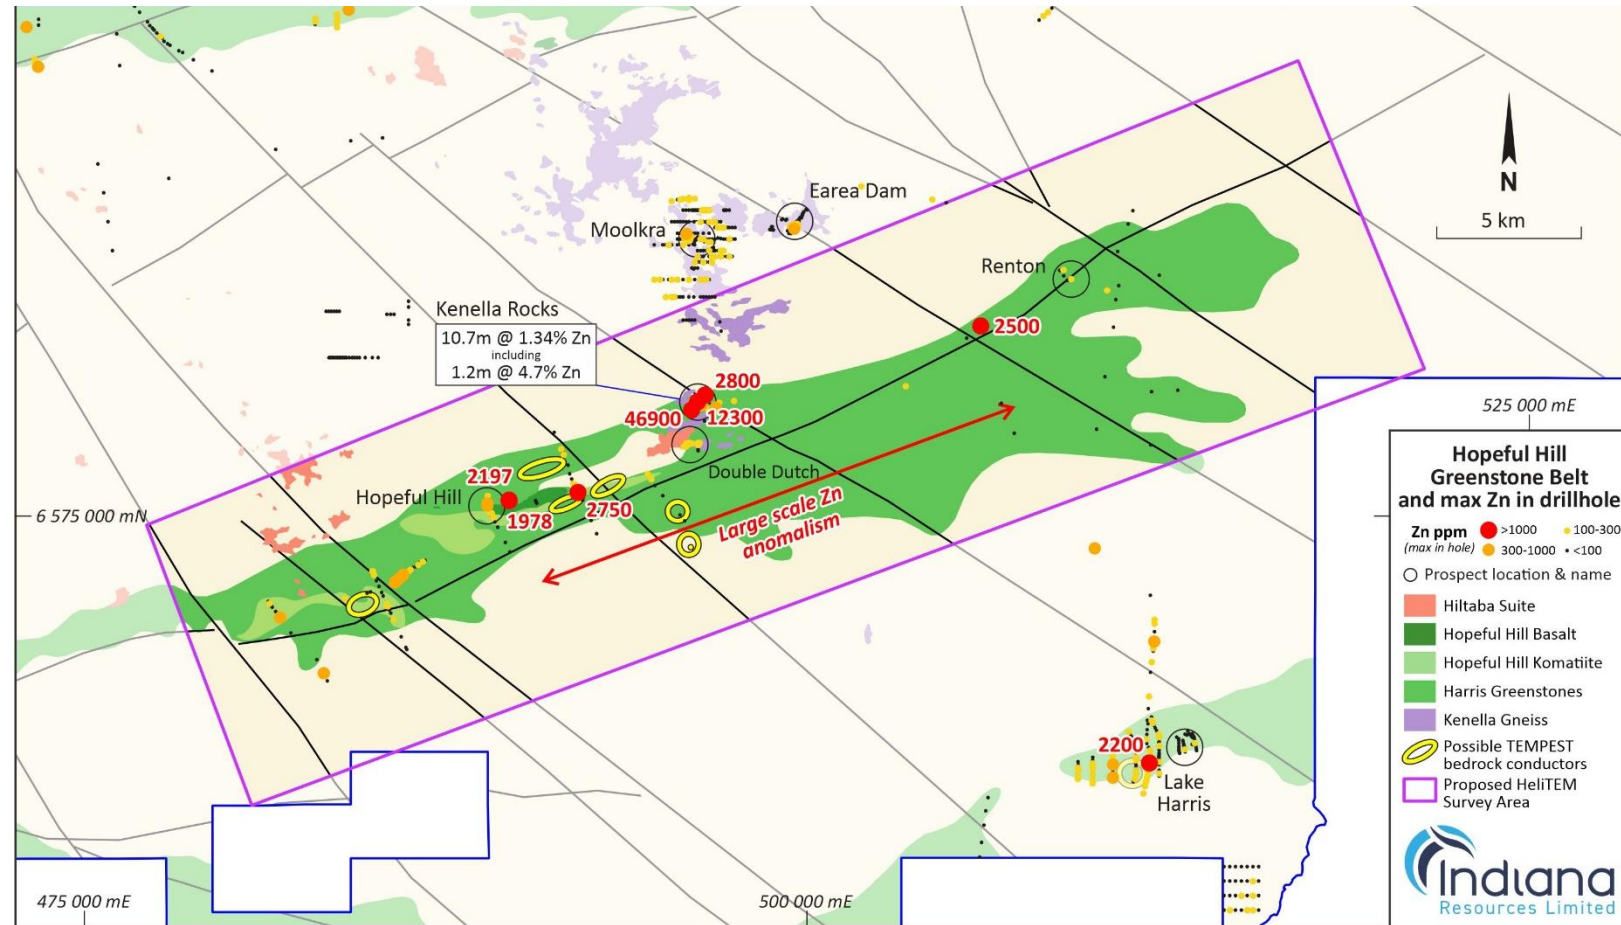 Earea Dam
Moolkra
N
5 km
Renton
Kenella Rocks
10.7m @ 1.34% Zn
including
1.2m @ 4.7% Zn
2500
2800
46900
12300
Double Dutch
2197
Hopeful Hill
1978
2750
Large scale Zn
anomalism
6 575 000 mN
525 000 mE
2200
Lake
Harris
475 000 mE
500 000 mE
Hopeful Hill
Greenstone Belt
and max Zn in drillhole
Zn ppm
(max in hole)
>1000
100-300
300-1000
<100
Prospect location & name
Hiltaba Suite
Hopeful Hill Basalt
Hopeful Hill Komatiite
Harris Greenstones
Kenella Gneiss
Possible TEMPEST
bedrock conductors
Proposed HeliTEM
Survey Area
Indiana
Resources Limited